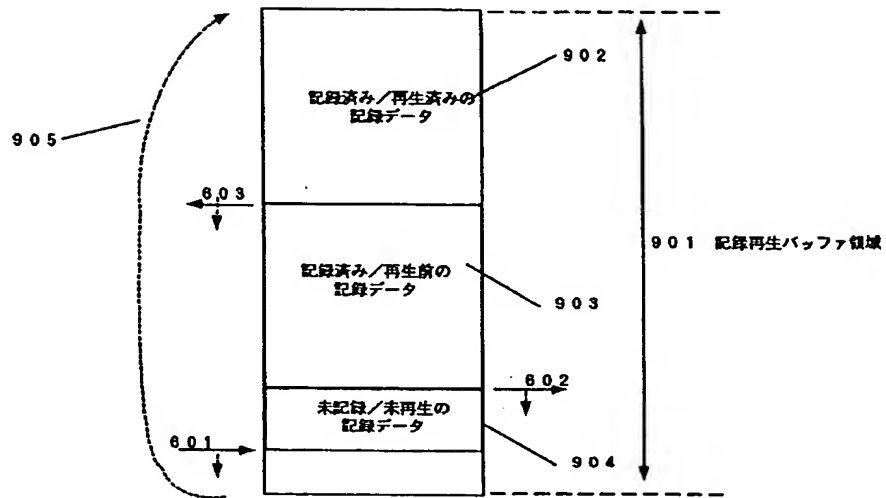 902
記録済み/再生済みの
記録データ
905
603
901 記録再生バッファ領域
記録済み/再生前の
記録データ
903
602
未記録/未再生の
記録データ
601
904